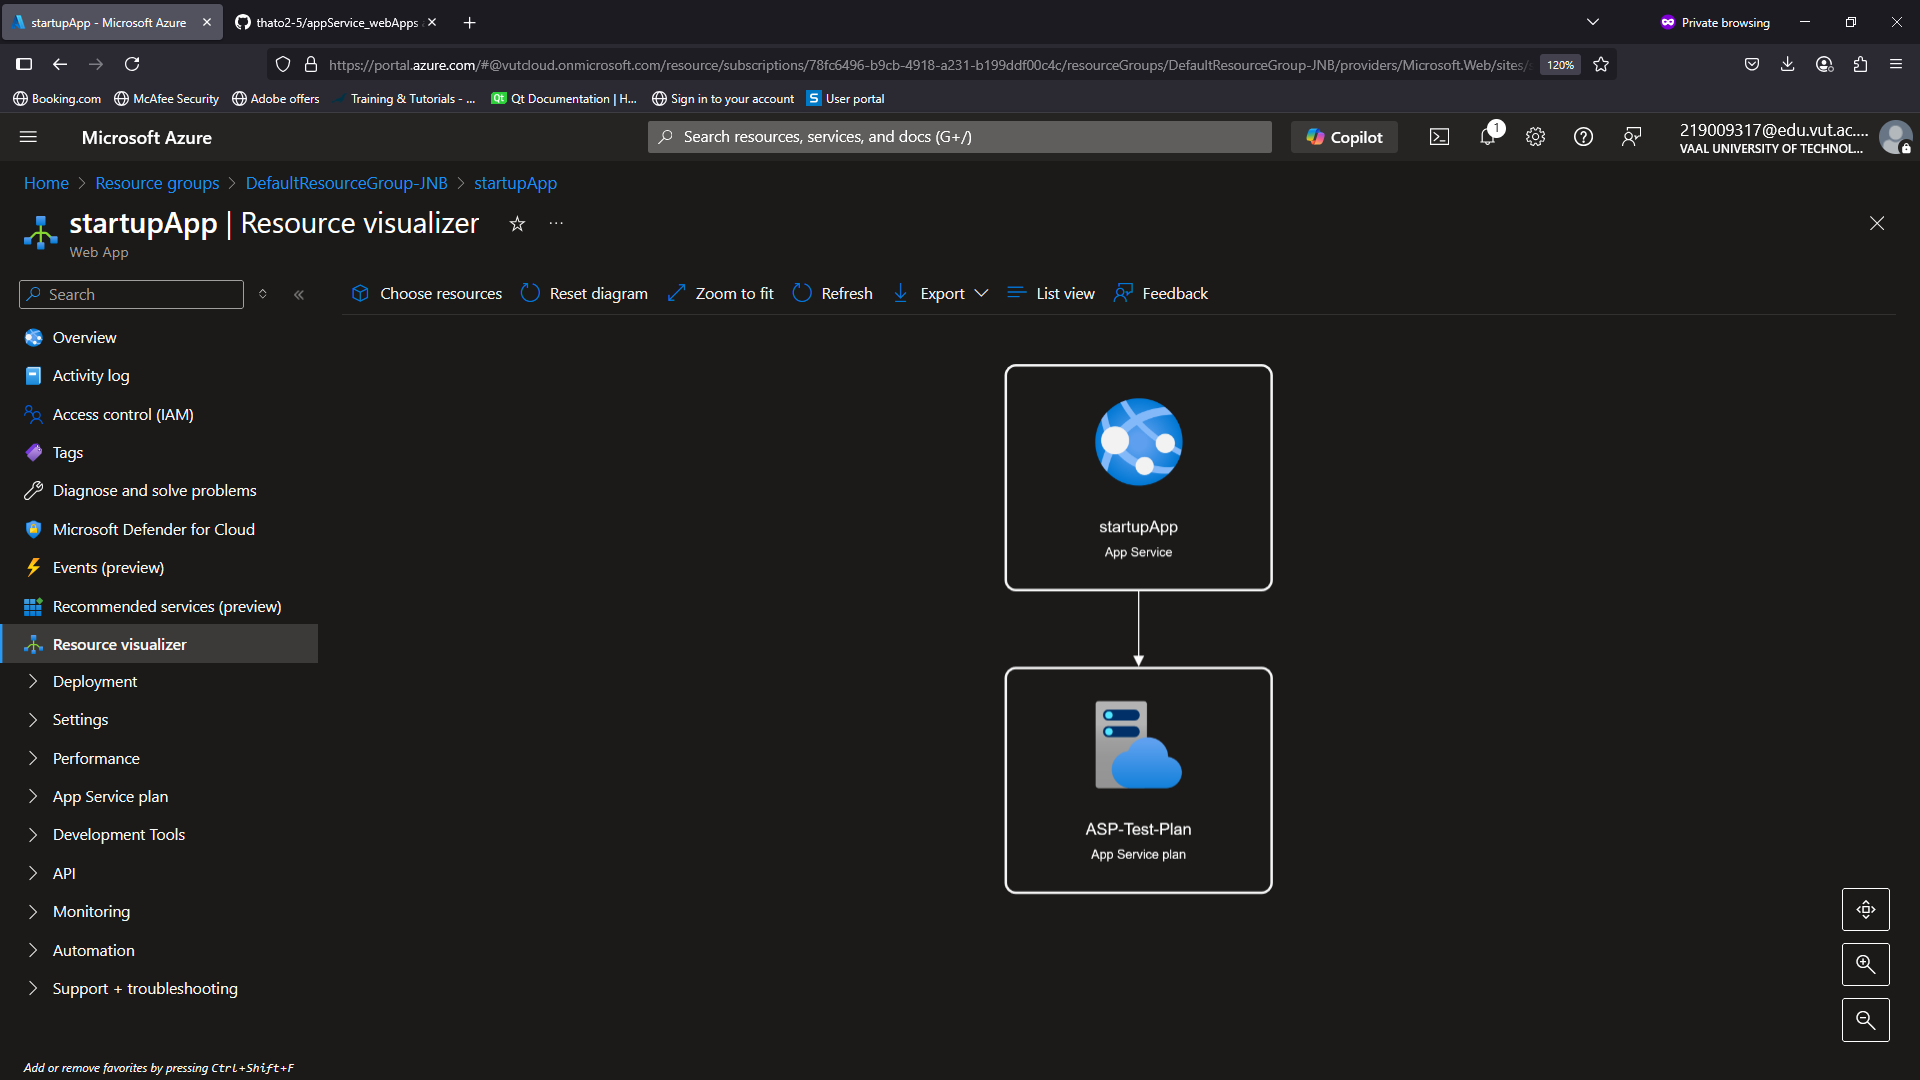 startupApp - Microsoft Azure
thato2-5/appService_webApps
Private browsing
https://portal.azure.com/#@vutcloud.onmicrosoft.com/resource/subscriptions/78fc6496-b9cb-4918-a231-b199ddf00c4c/resourceGroups/DefaultResourceGroup-JNB/providers/Microsoft.Web/sites/
120%
Booking.com
McAfee Security
Adobe offers
Training & Tutorials - ...
Qt Documentation | H...
Sign in to your account
User portal
Microsoft Azure
Search resources, services, and docs (G+/)
Copilot
1
219009317@edu.vut.ac....
VAAL UNIVERSITY OF TECHNOL...
Home > Resource groups > DefaultResourceGroup-JNB > startupApp
startupApp | Resource visualizer
Web App
Search
Choose resources
Reset diagram
Zoom to fit
Refresh
Export
List view
Feedback
Overview
Activity log
Access control (IAM)
Tags
Diagnose and solve problems
Microsoft Defender for Cloud
Events (preview)
Recommended services (preview)
Resource visualizer
Deployment
Settings
Performance
App Service plan
Development Tools
API
Monitoring
Automation
Support + troubleshooting
Add or remove favorites by pressing Ctrl+Shift+F
startupApp
App Service
ASP-Test-Plan
App Service plan